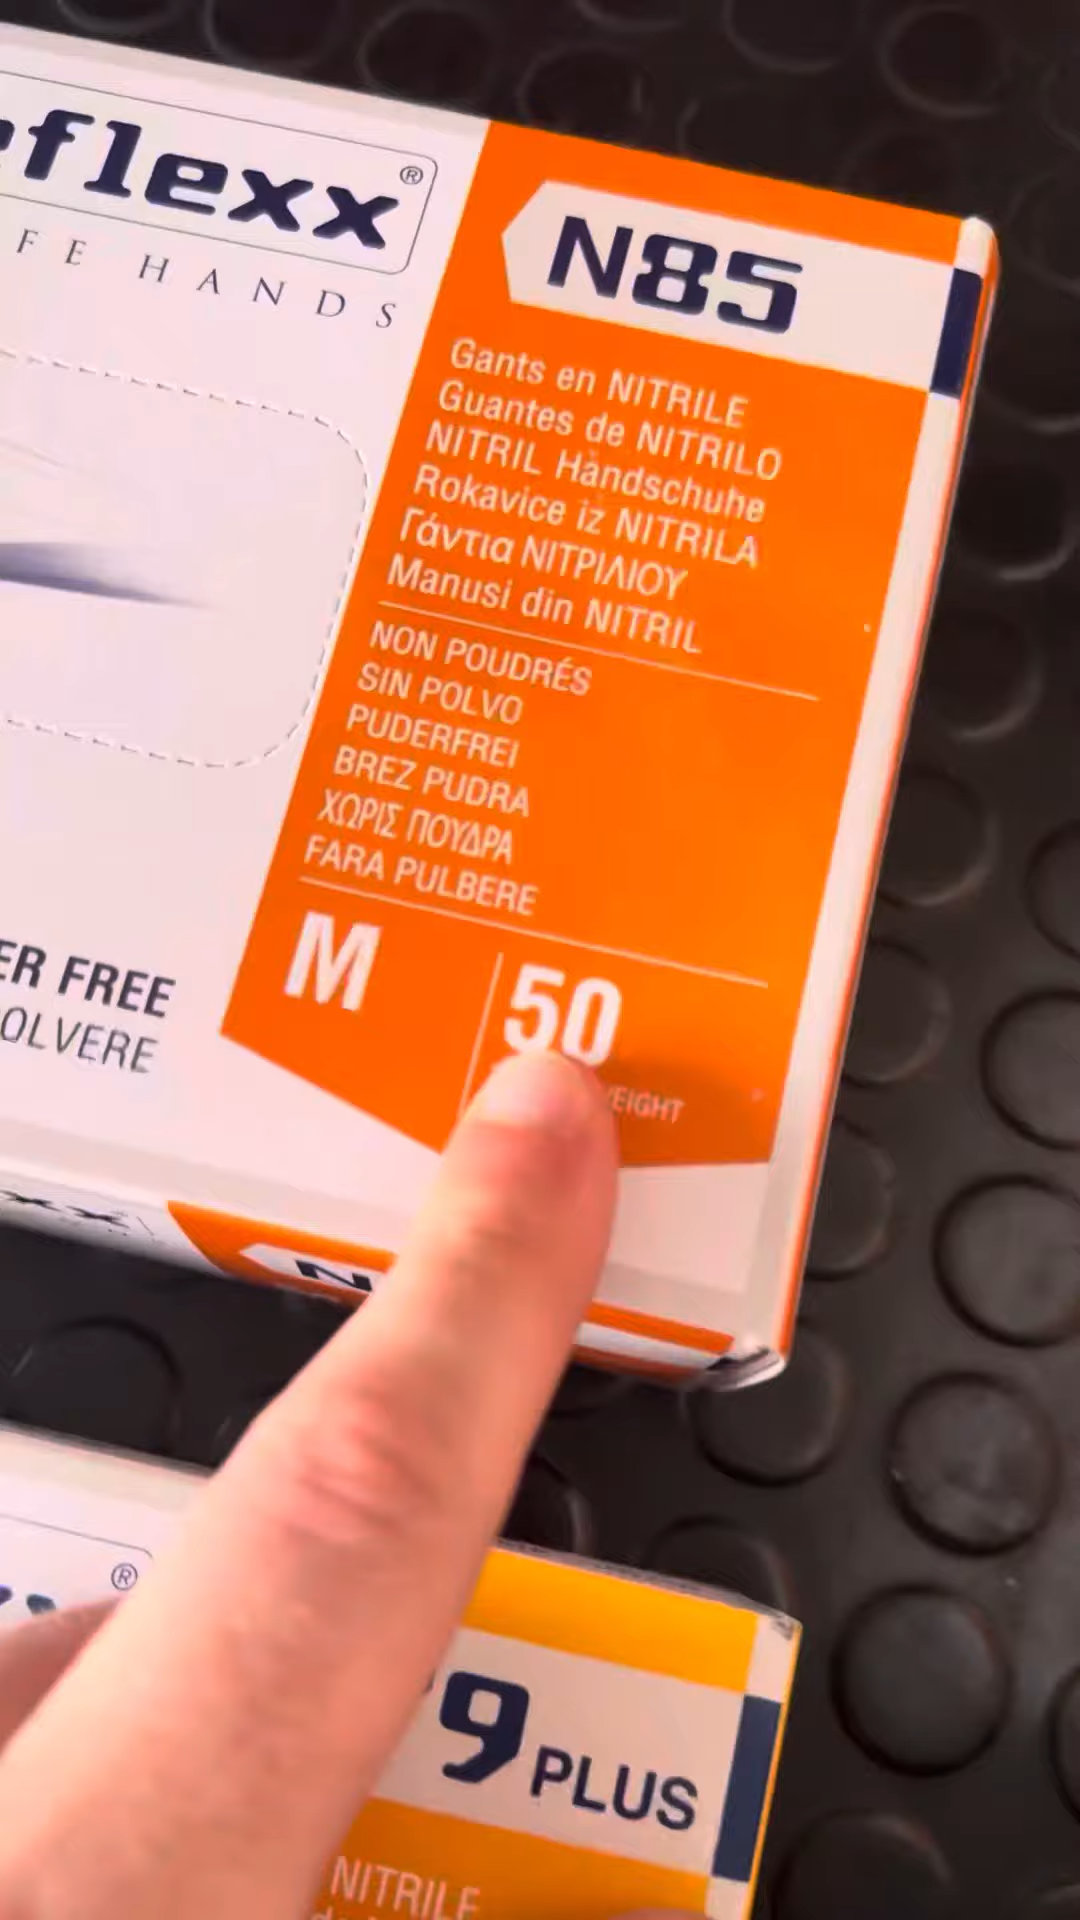 flexx®
FE HANDS
N85
Gants en NITRILE
Guantes de NITRILO
NITRIL Handschuhe
Rokavice iz NITRILA
Γάντια ΝΙΤΡΙΛΙΟΥ
Manusi din NITRIL
NON POUDRÉS
SIN POLVO
PUDERFREI
BREZ PUDRA
ΧΩΡΙΣ ΠΟΥΔΡΑ
FARA PULBERE
ER FREE
OLVERE
M
50
EIGHT
xx
N
®
9 PLUS
NITRILE